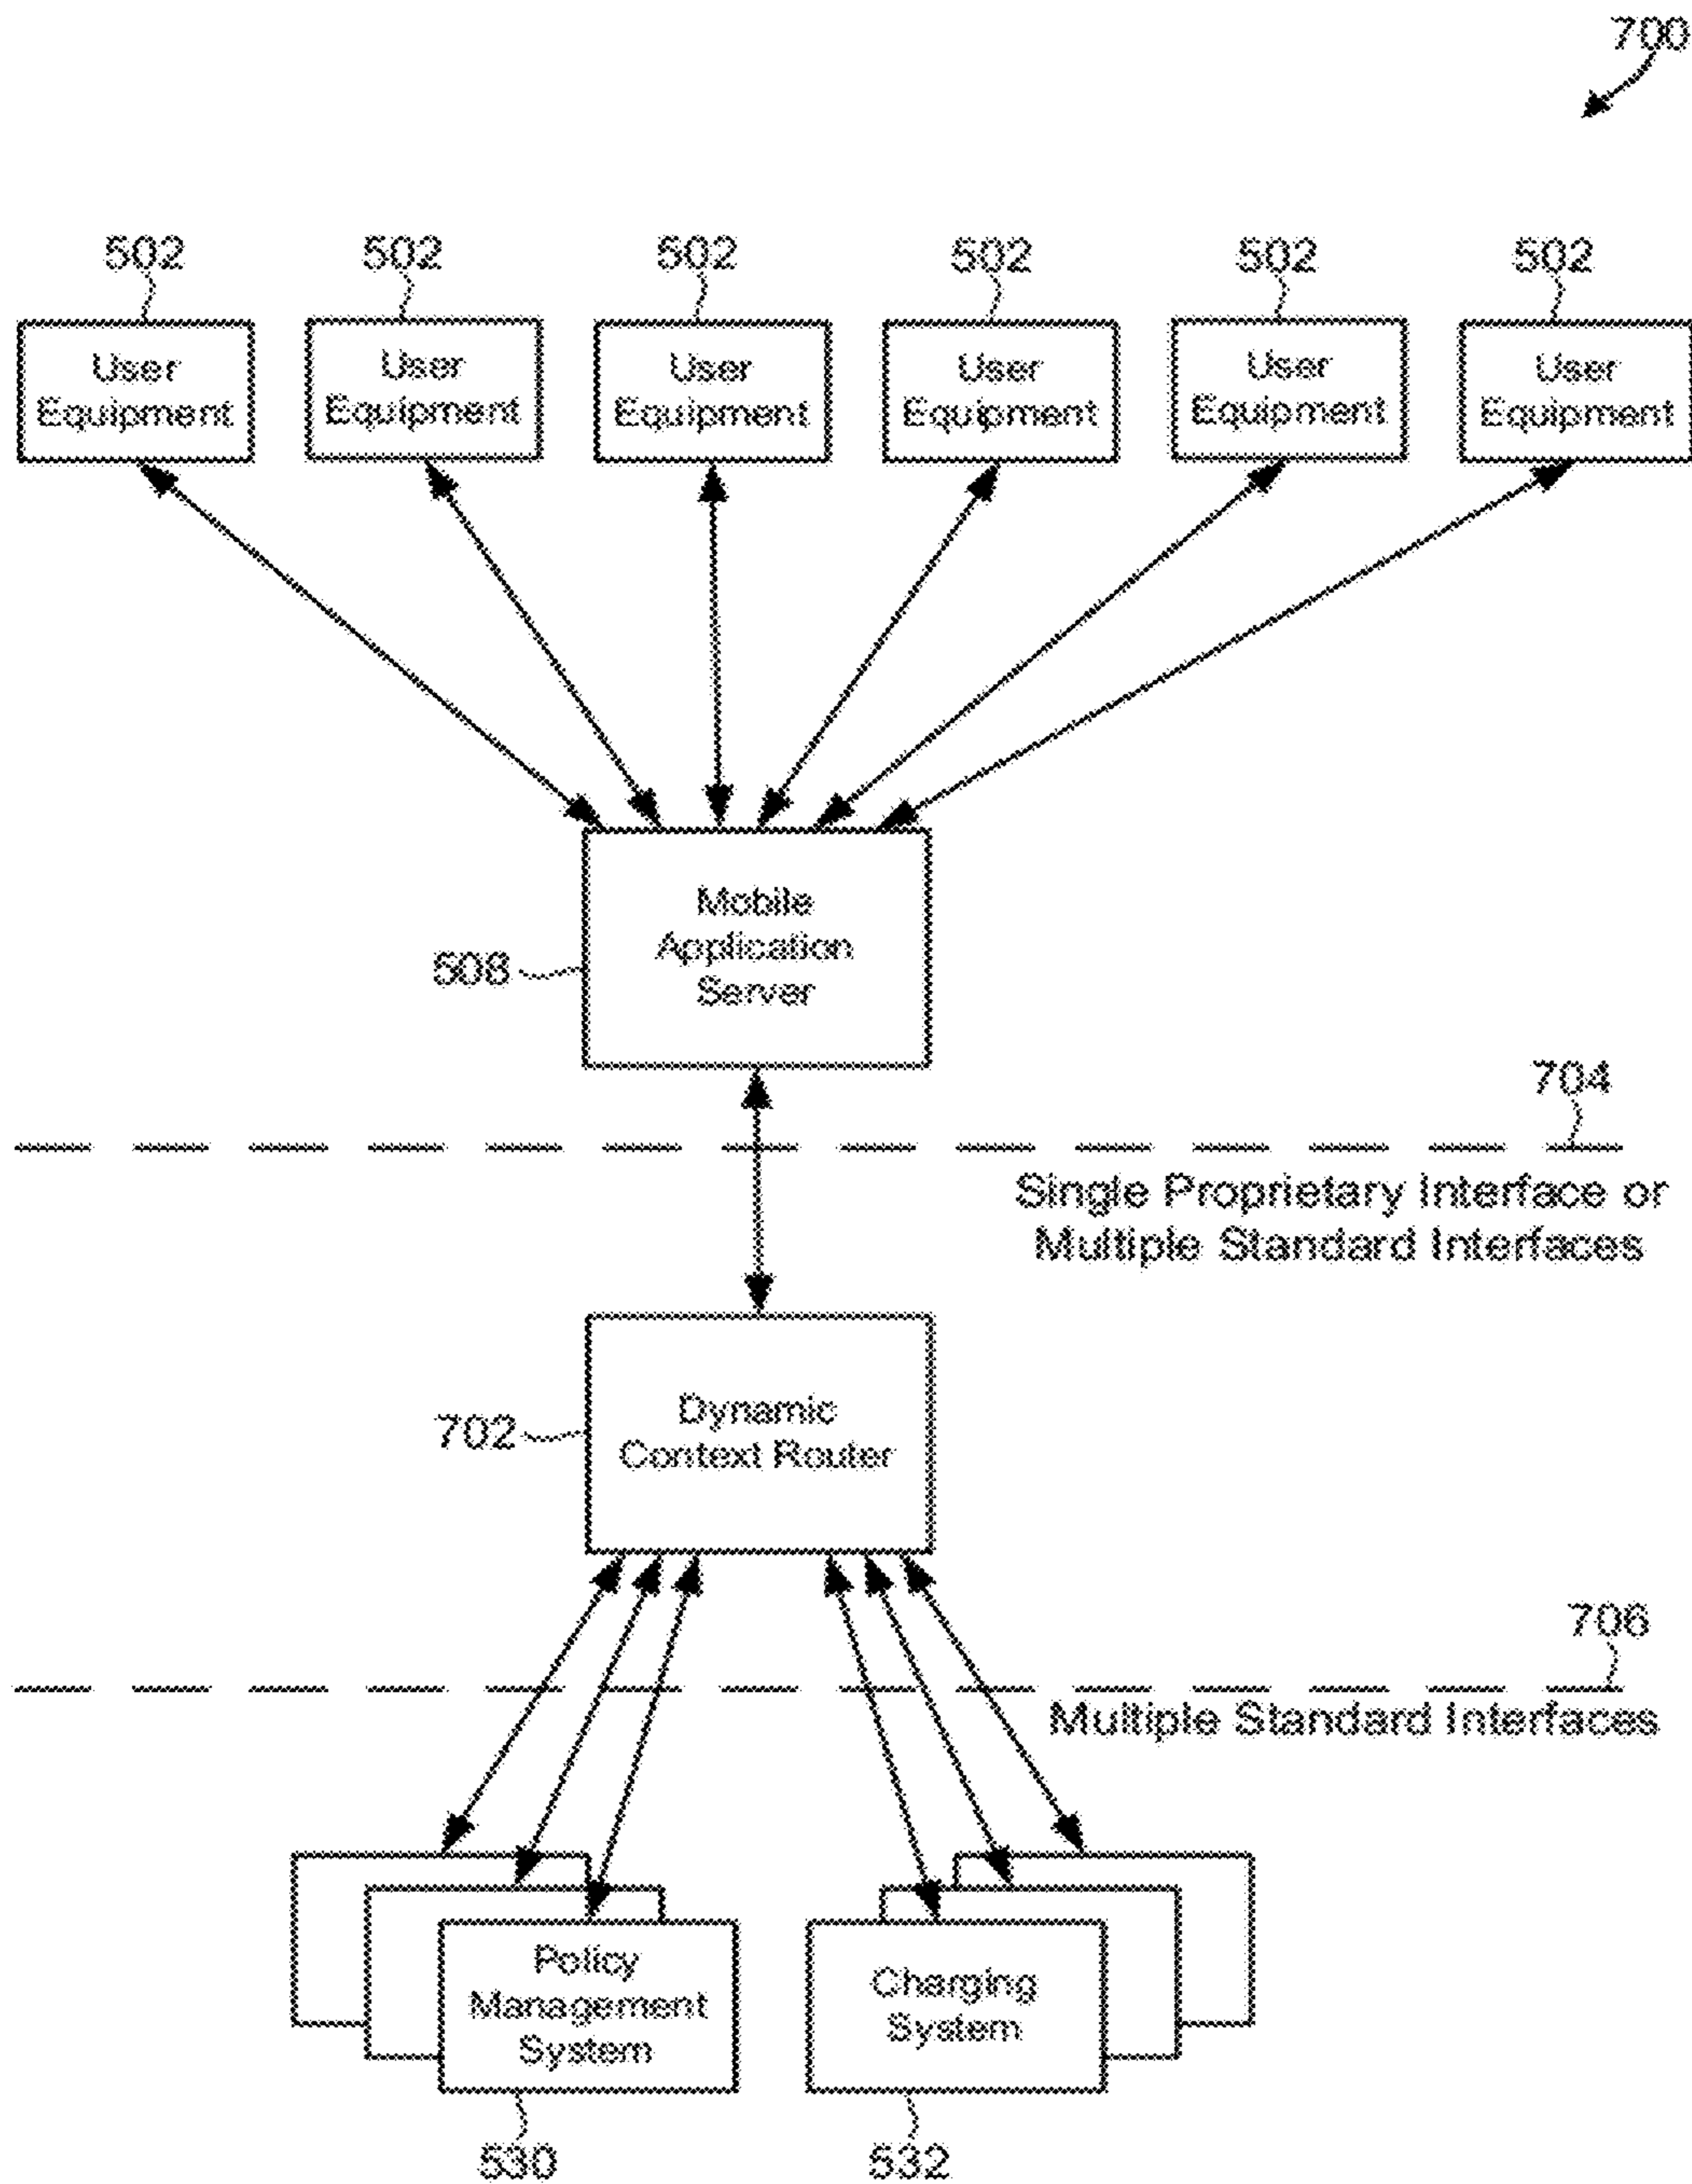 700
502 502 502 502 502 502
User Equipment
User Equipment
User Equipment
User Equipment
User Equipment
User Equipment
Mobile
Application
Server
508
704
Single Proprietary Interface or
Multiple Standard Interfaces
Dynamic
Context Router
702
706
Multiple Standard Interfaces
Policy
Management
System
Charging
System
530 532